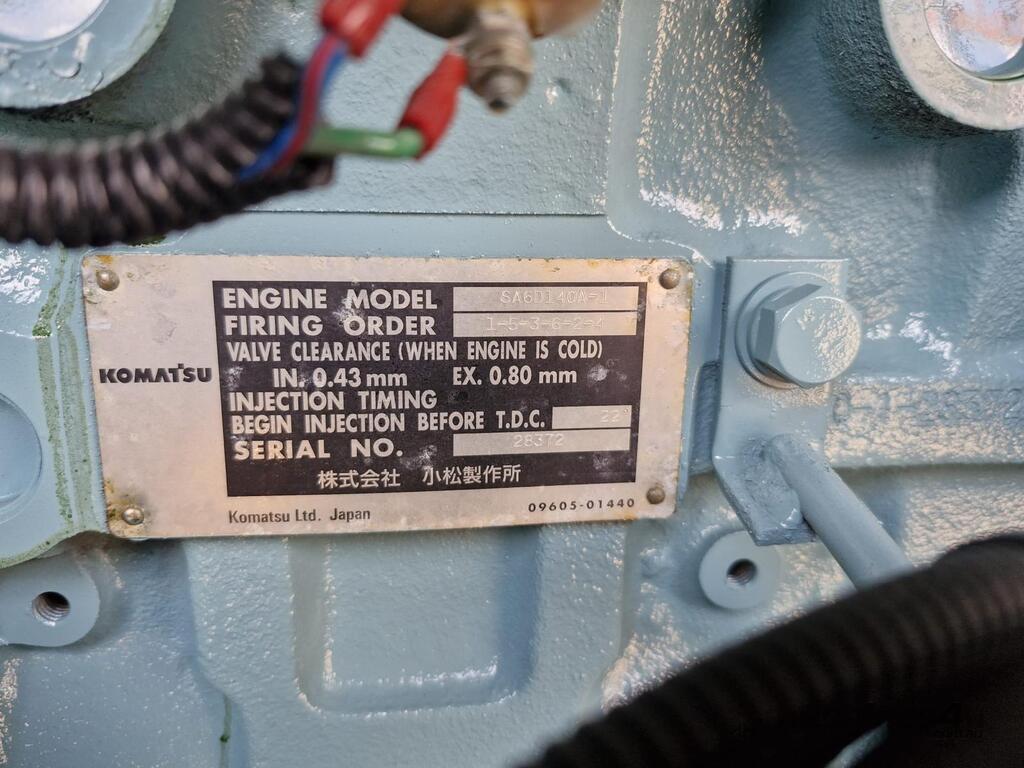 KOMATSU
ENGINE MODEL SA6D140A-1
FIRING ORDER 1-5-3-6-2-4
VALVE CLEARANCE (WHEN ENGINE IS COLD)
IN. 0.43 mm EX. 0.80 mm
INJECTION TIMING
BEGIN INJECTION BEFORE T.D.C. 22°
SERIAL NO. 28372
株式会社 小松製作所
Komatsu Ltd. Japan 09605-01440